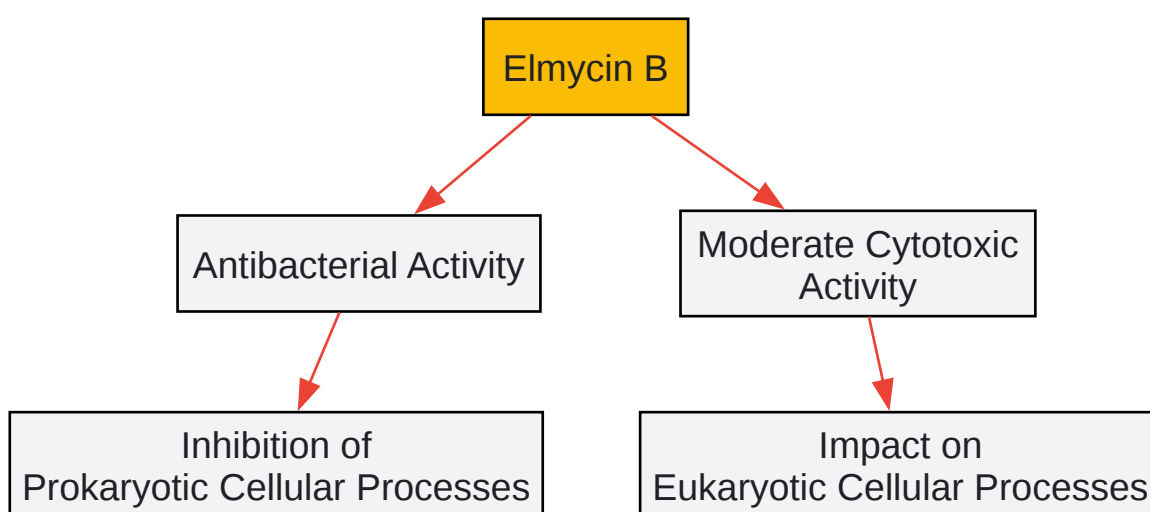 Elmycin B
Antibacterial Activity
Moderate Cytotoxic
Activity
Inhibition of
Prokaryotic Cellular Processes
Impact on
Eukaryotic Cellular Processes